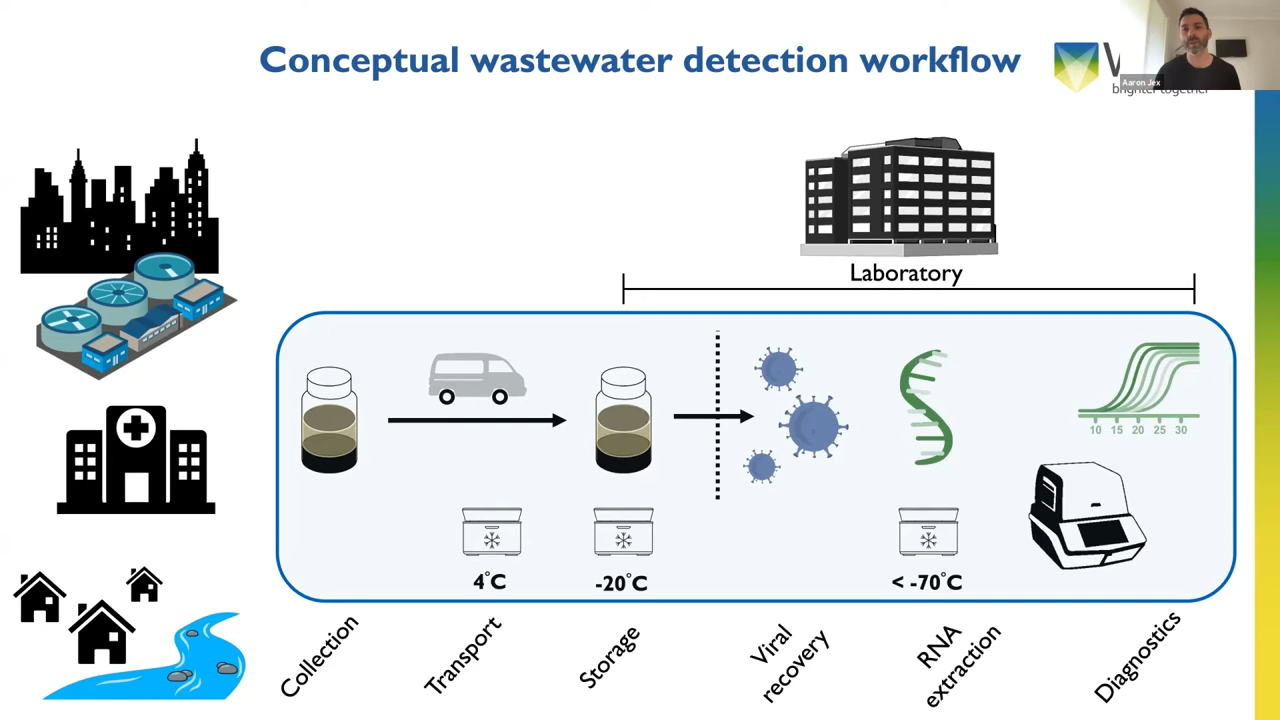 Conceptual wastewater detection workflow
Aaron Jex
brighter together
Laboratory
10 15 20 25 30
4°C
-20°C
< -70°C
Collection
Transport
Storage
Viral
recovery
RNA
extraction
Diagnostics